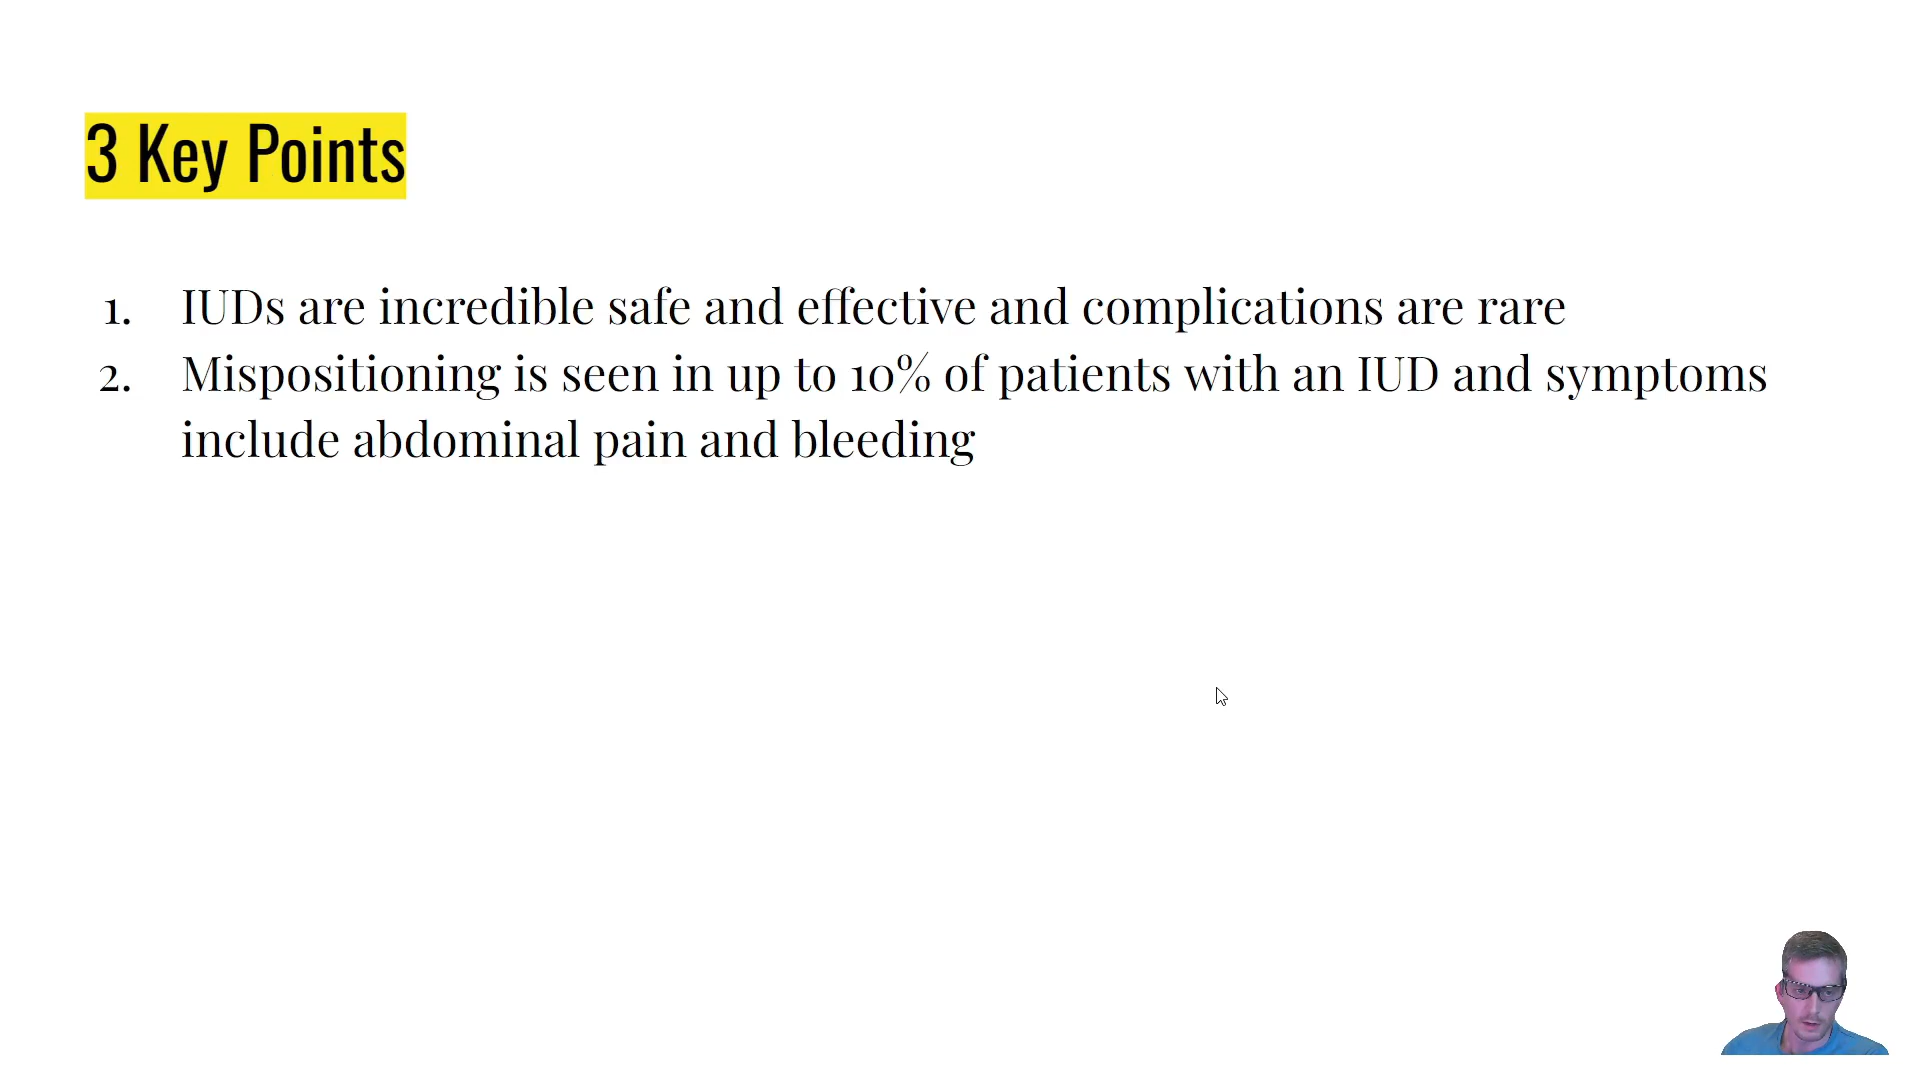 3 Key Points
1. IUDs are incredible safe and effective and complications are rare
2. Mispositioning is seen in up to 10% of patients with an IUD and symptoms
include abdominal pain and bleeding